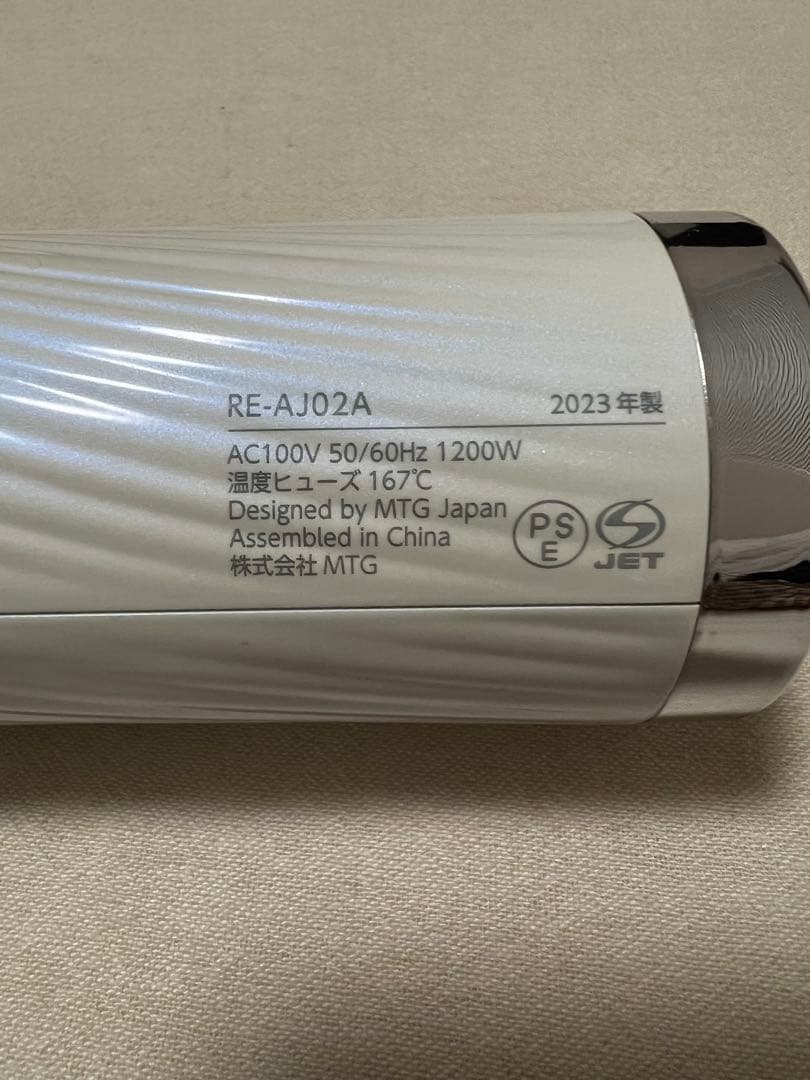 RE-AJ02A 2023年製
AC100V 50/60Hz 1200W
温度ヒューズ 167℃
Designed by MTG Japan
Assembled in China
株式会社 MTG
PS
E
JET